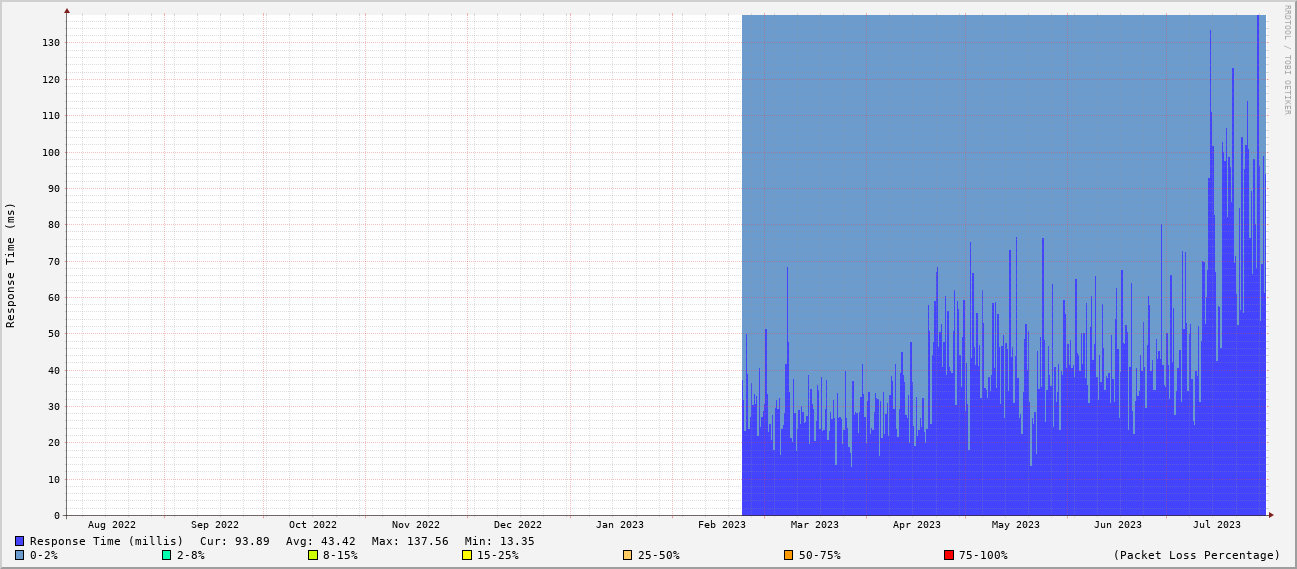 RRDTOOL / TOBI OETIKER
Response Time (ms)
130
120
110
100
90
80
70
60
50
40
30
20
10
0
Aug 2022 Sep 2022 Oct 2022 Nov 2022 Dec 2022 Jan 2023 Feb 2023 Mar 2023 Apr 2023 May 2023 Jun 2023 Jul 2023
Response Time (millis) Cur: 93.89 Avg: 43.42 Max: 137.56 Min: 13.35
0-2% 2-8% 8-15% 15-25% 25-50% 50-75% 75-100% (Packet Loss Percentage)